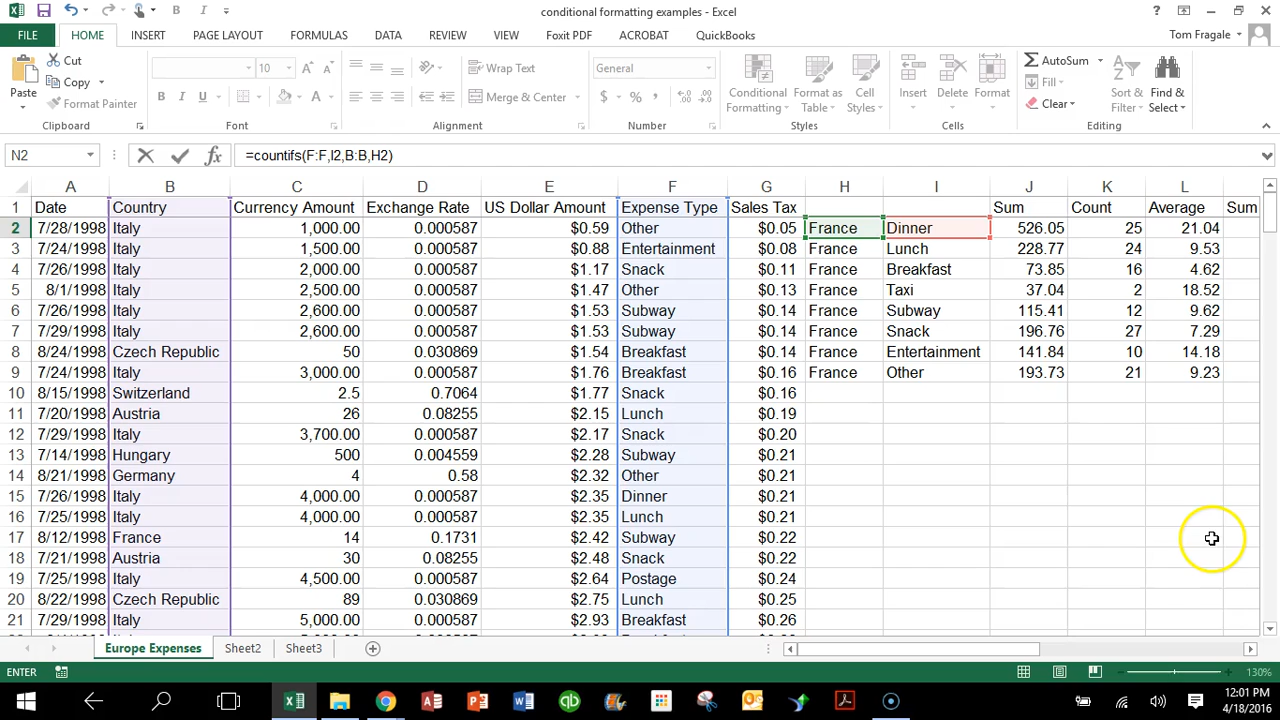 conditional formatting examples - Excel
FILE HOME INSERT PAGE LAYOUT FORMULAS DATA REVIEW VIEW Foxit PDF ACROBAT QuickBooks Tom Fragale
Paste Cut Copy Format Painter Clipboard
10 B I U Font
Wrap Text Merge & Center Alignment
General $ % , Number
Conditional Formatting Format as Table Cell Styles Styles
Insert Delete Format Cells
AutoSum Fill Clear Sort & Filter Find & Select Editing
N2 =countifs(F:F,I2,B:B,H2)
A B C D E F G H I J K L
1 Date Country Currency Amount Exchange Rate US Dollar Amount Expense Type Sales Tax Sum Count Average Sum
2 7/28/1998 Italy 1,000.00 0.000587 $0.59 Other $0.05 France Dinner 526.05 25 21.04
3 7/24/1998 Italy 1,500.00 0.000587 $0.88 Entertainment $0.08 France Lunch 228.77 24 9.53
4 7/26/1998 Italy 2,000.00 0.000587 $1.17 Snack $0.11 France Breakfast 73.85 16 4.62
5 8/1/1998 Italy 2,500.00 0.000587 $1.47 Other $0.13 France Taxi 37.04 2 18.52
6 7/26/1998 Italy 2,600.00 0.000587 $1.53 Subway $0.14 France Subway 115.41 12 9.62
7 7/29/1998 Italy 2,600.00 0.000587 $1.53 Subway $0.14 France Snack 196.76 27 7.29
8 8/24/1998 Czech Republic 50 0.030869 $1.54 Breakfast $0.14 France Entertainment 141.84 10 14.18
9 7/24/1998 Italy 3,000.00 0.000587 $1.76 Breakfast $0.16 France Other 193.73 21 9.23
10 8/15/1998 Switzerland 2.5 0.7064 $1.77 Snack $0.16
11 7/20/1998 Austria 26 0.08255 $2.15 Lunch $0.19
12 7/29/1998 Italy 3,700.00 0.000587 $2.17 Snack $0.20
13 7/14/1998 Hungary 500 0.004559 $2.28 Subway $0.21
14 8/21/1998 Germany 4 0.58 $2.32 Other $0.21
15 7/26/1998 Italy 4,000.00 0.000587 $2.35 Dinner $0.21
16 7/25/1998 Italy 4,000.00 0.000587 $2.35 Lunch $0.21
17 8/12/1998 France 14 0.1731 $2.42 Subway $0.22
18 7/21/1998 Austria 30 0.08255 $2.48 Snack $0.22
19 7/25/1998 Italy 4,500.00 0.000587 $2.64 Postage $0.24
20 8/22/1998 Czech Republic 89 0.030869 $2.75 Lunch $0.25
21 7/29/1998 Italy 5,000.00 0.000587 $2.93 Breakfast $0.26
Europe Expenses Sheet2 Sheet3
ENTER 130%
12:01 PM
4/18/2016